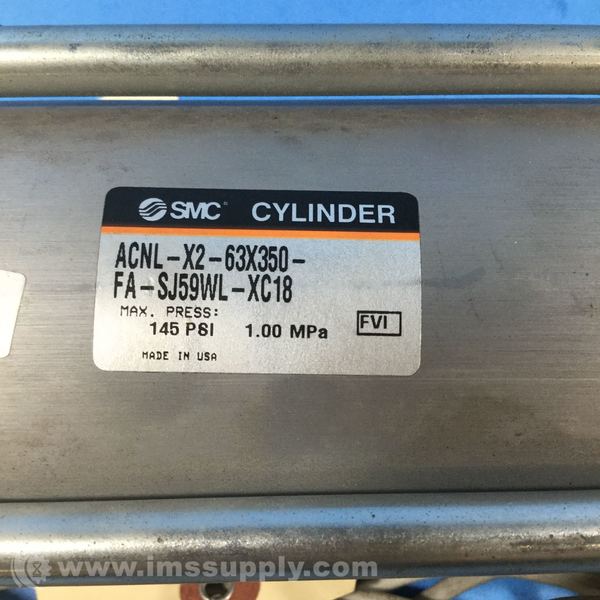 SMC® CYLINDER
ACNL-X2-63X350-
FA-SJ59WL-XC18
MAX. PRESS:
145 PSI 1.00 MPa FVI
MADE IN USA
www.imssupply.com